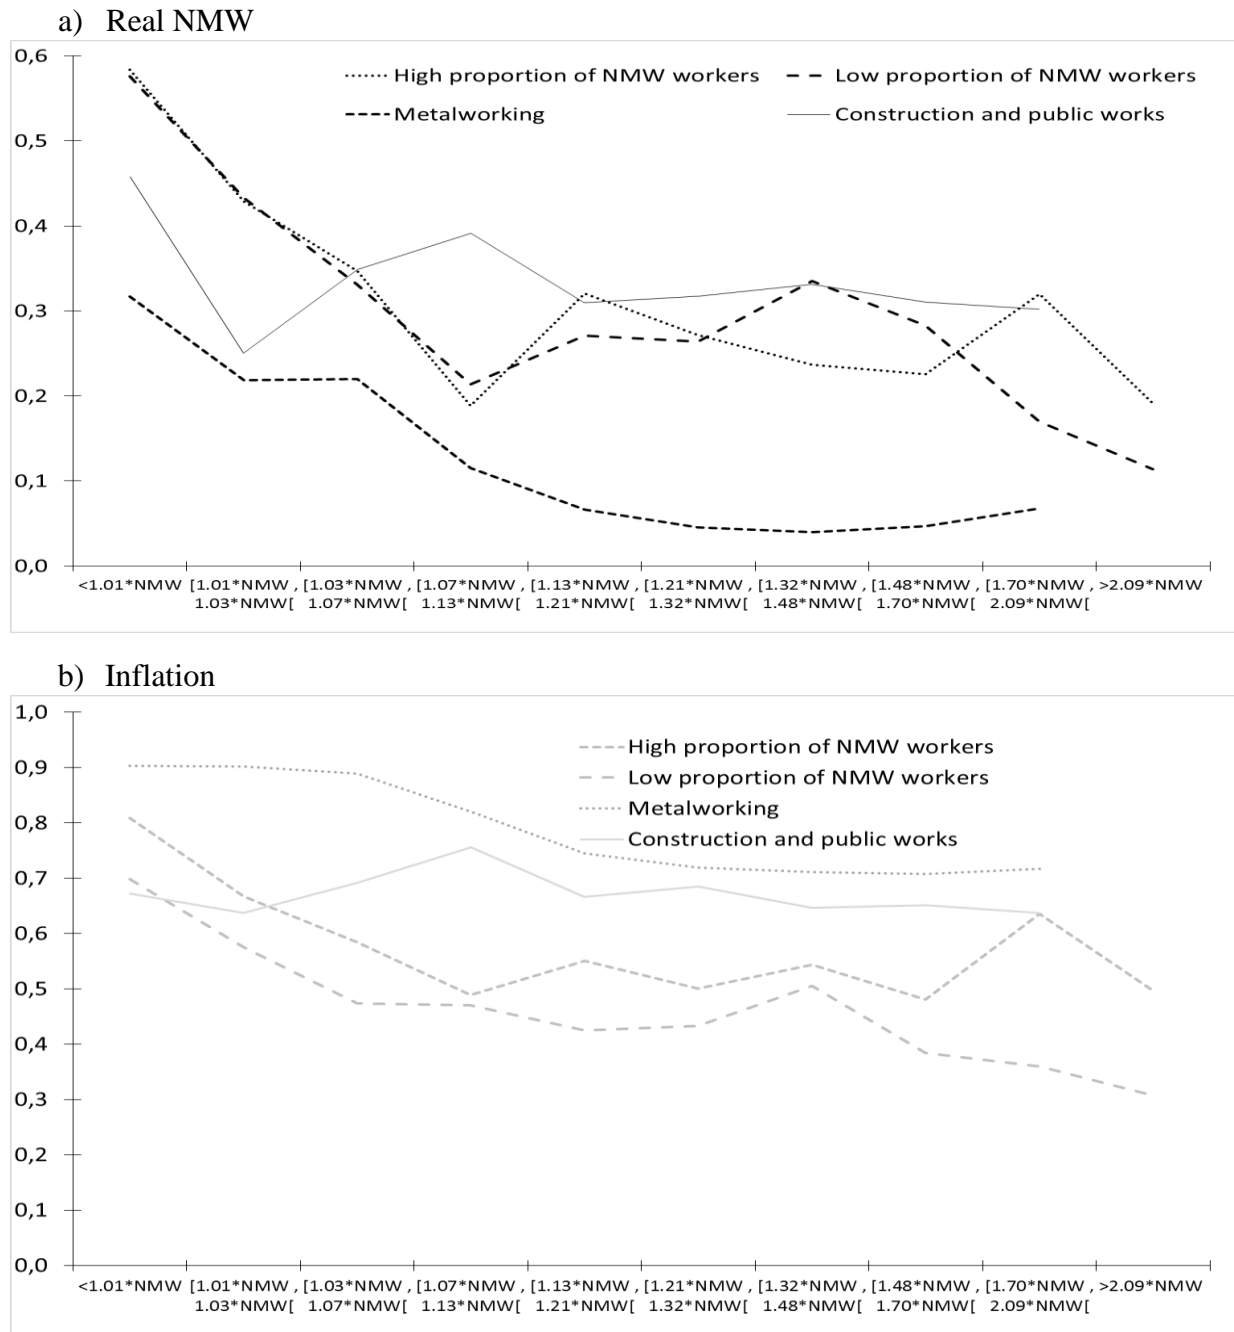 a) Real NMW
0,6
High proportion of NMW workers Low proportion of NMW workers
0,5
Metalworking Construction and public works
0,4
0,3
0,2
0,1
0,0
<1.01*NMW [1.01*NMW , [1.03*NMW , [1.07*NMW , [1.13*NMW , [1.21*NMW , [1.32*NMW , [1.48*NMW , [1.70*NMW , >2.09*NMW
1.03*NMW[ 1.07*NMW[ 1.13*NMW[ 1.21*NMW[ 1.32*NMW[ 1.48*NMW[ 1.70*NMW[ 2.09*NMW[
b) Inflation
1,0
High proportion of NMW workers
0,9
Low proportion of NMW workers
Metalworking
0,8
Construction and public works
0,7
0,6
0,5
0,4
0,3
0,2
0,1
0,0
<1.01*NMW [1.01*NMW , [1.03*NMW , [1.07*NMW , [1.13*NMW , [1.21*NMW , [1.32*NMW , [1.48*NMW , [1.70*NMW , >2.09*NMW
1.03*NMW[ 1.07*NMW[ 1.13*NMW[ 1.21*NMW[ 1.32*NMW[ 1.48*NMW[ 1.70*NMW[ 2.09*NMW[